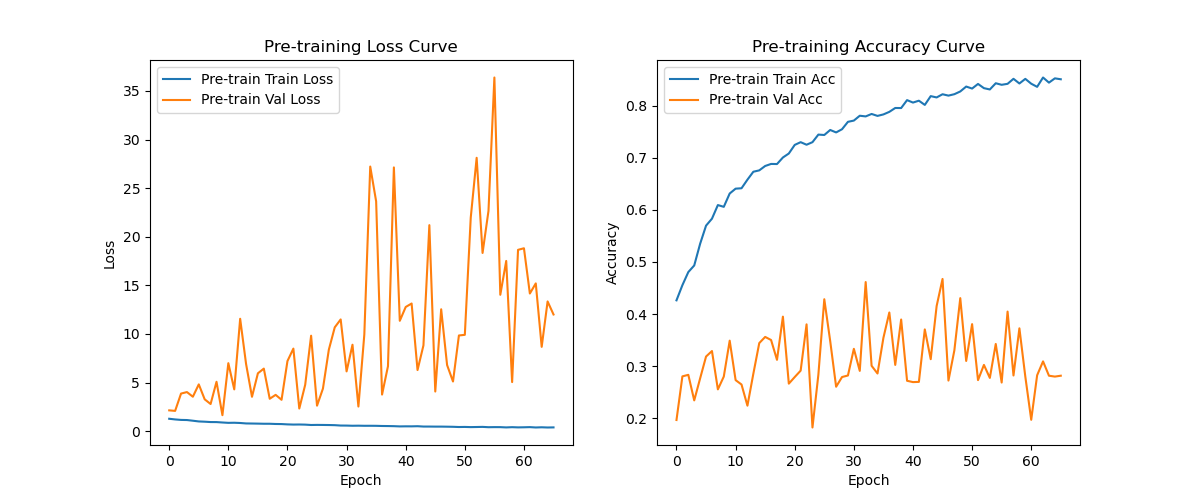 Pre-training Loss Curve
Pre-train Train Loss
Pre-train Val Loss
35
30
25
20
15
10
5
0
Loss
0 10 20 30 40 50 60
Epoch
Pre-training Accuracy Curve
Pre-train Train Acc
Pre-train Val Acc
0.8
0.7
0.6
0.5
0.4
0.3
0.2
Accuracy
0 10 20 30 40 50 60
Epoch